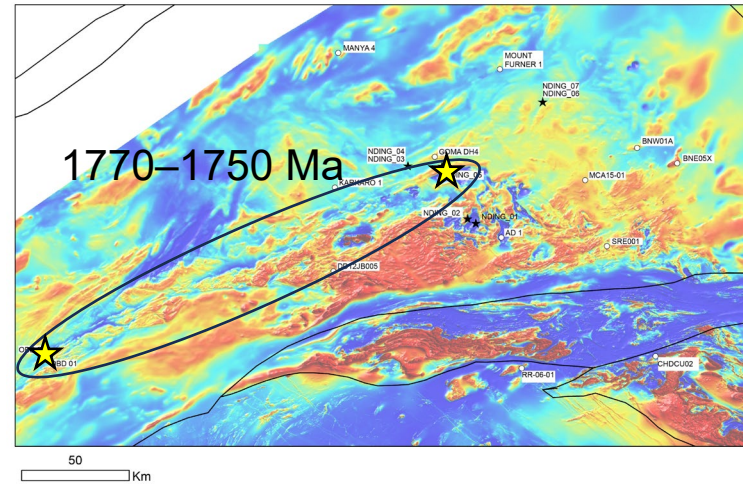 MANYA 4
MOUNT
FURNER 1
NDING_07
NDING_06
BNW01A
BNE05X
NDING_04
NDING_03
GOMA DH4
1770–1750 Ma
MCA15-01
KARKARO 1
NDING_02
NDING_01
AD 1
SRE001
BD 01
CHDCU02
RR-06-01
50
Km